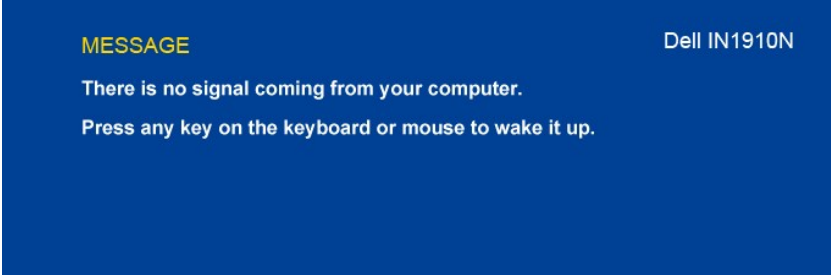 MESSAGE
Dell IN1910N
There is no signal coming from your computer.
Press any key on the keyboard or mouse to wake it up.